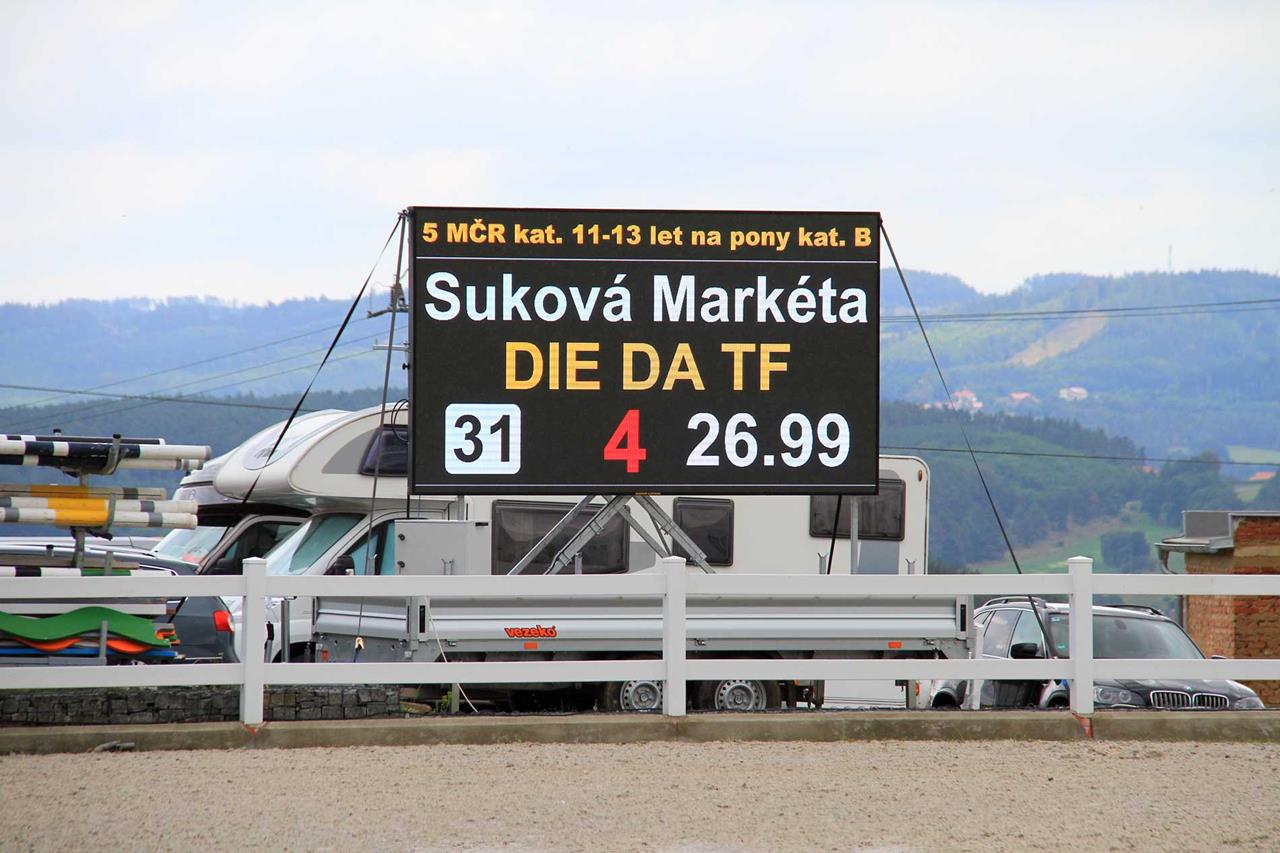 5 MČR kat. 11-13 let na pony kat. B
Suková Markéta
DIE DA TF
31 4 26.99
vezeko